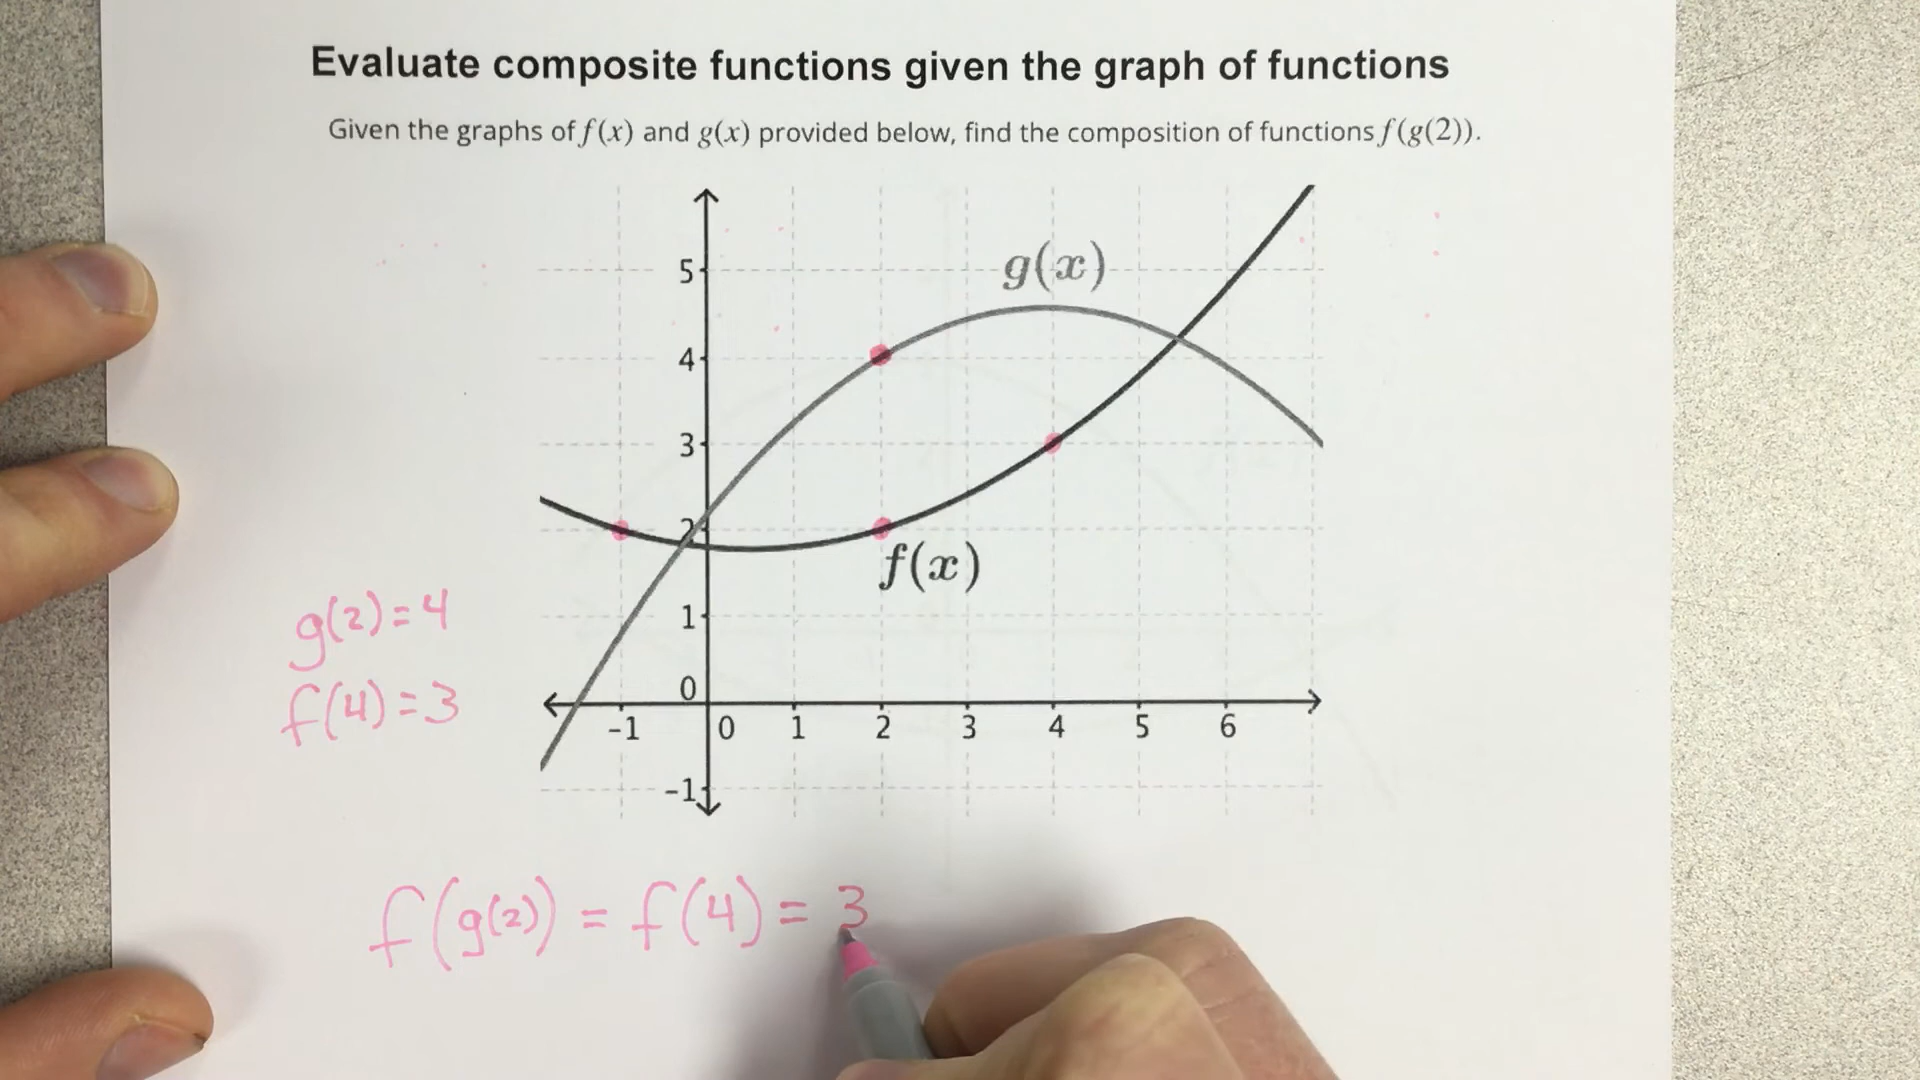 Evaluate composite functions given the graph of functions
Given the graphs of f(x) and g(x) provided below, find the composition of functions f(g(2)).
g(x)
5
4
3
2
f(x)
1
0
-1 0 1 2 3 4 5 6
-1
g(2)=4
f(4)=3
f(g(2)) = f(4) = 3